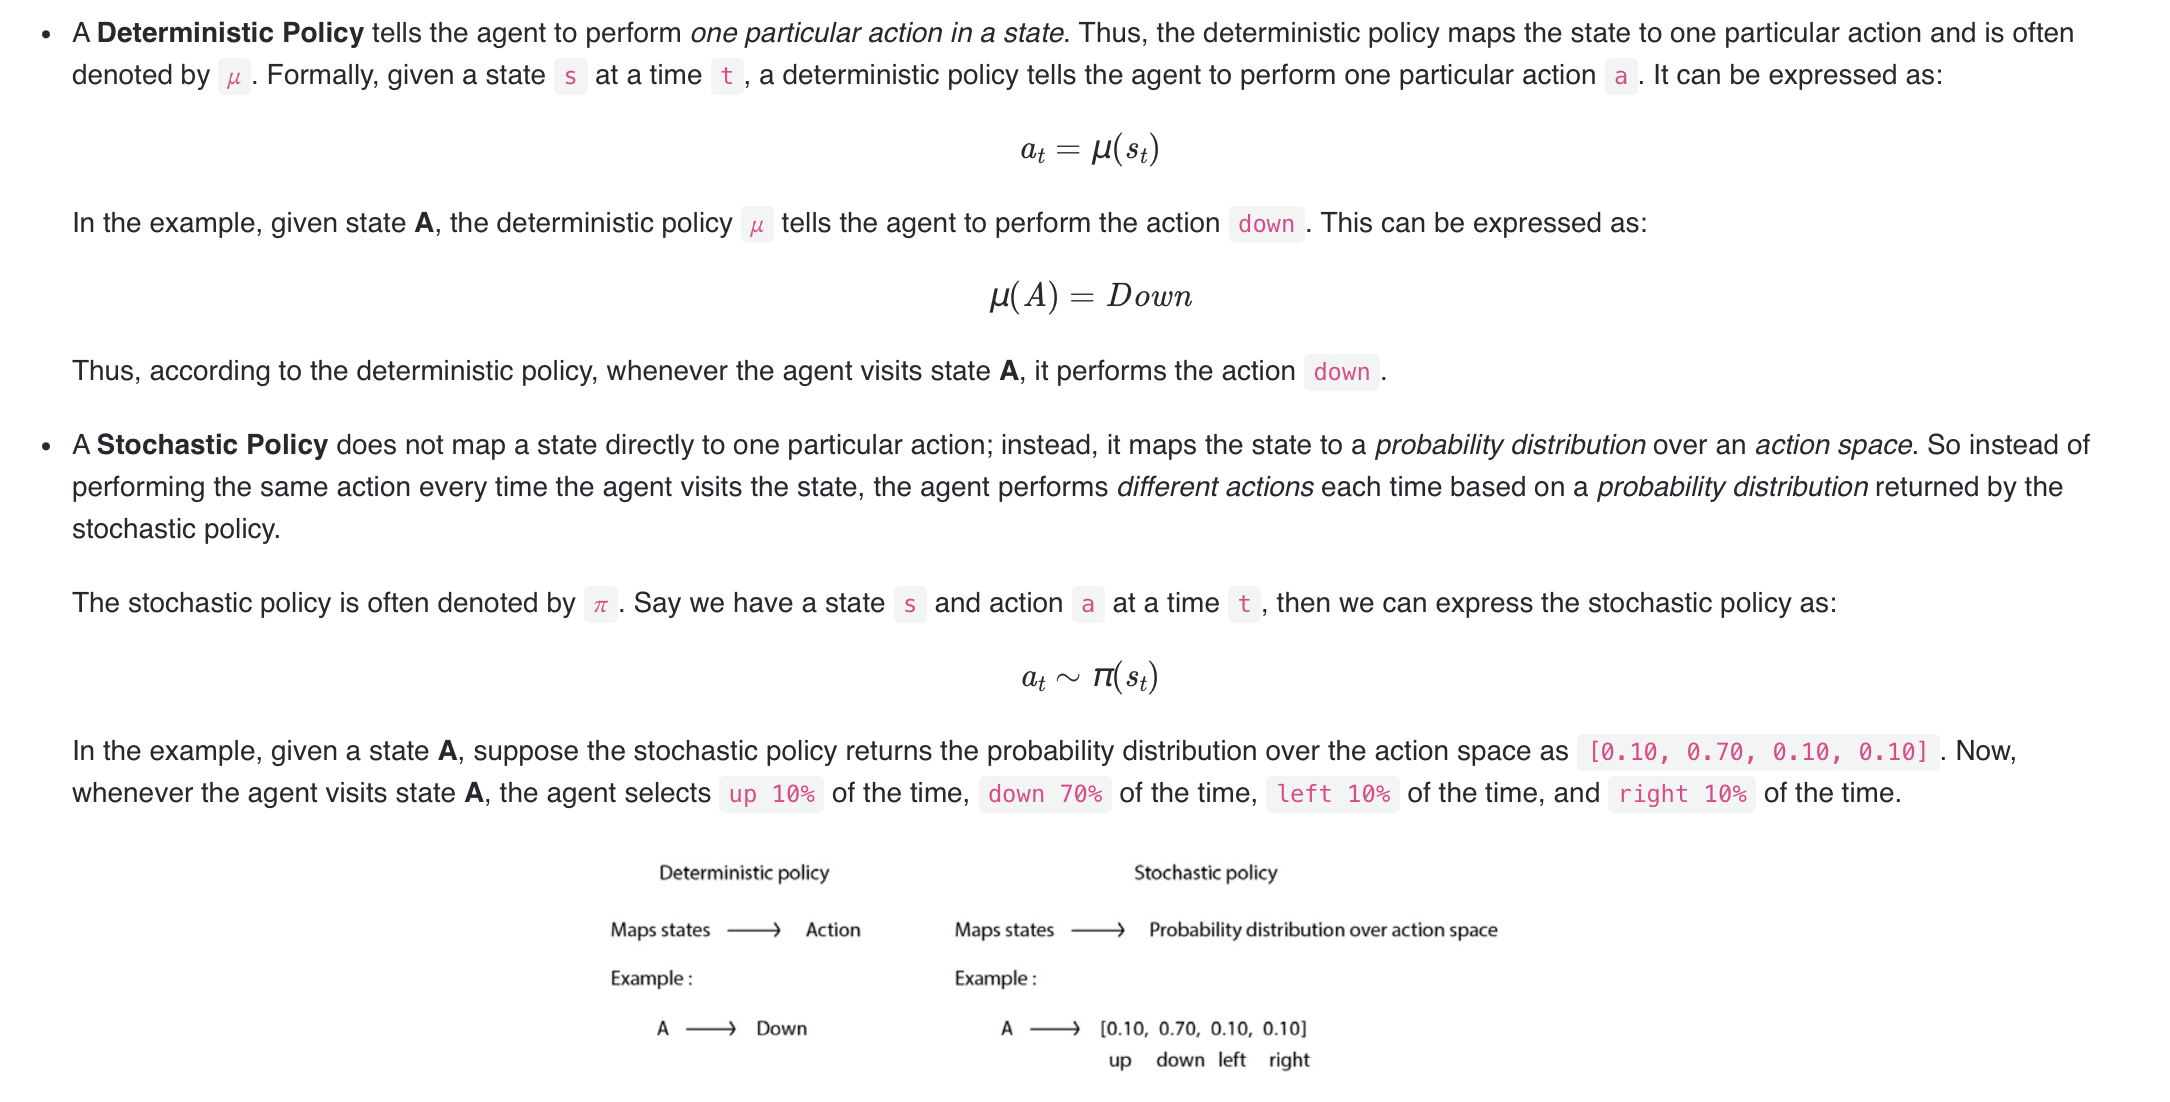 • A Deterministic Policy tells the agent to perform one particular action in a state. Thus, the deterministic policy maps the state to one particular action and is often
denoted by μ . Formally, given a state s at a time t , a deterministic policy tells the agent to perform one particular action a . It can be expressed as:
aₜ = μ(sₜ)
In the example, given state A, the deterministic policy μ tells the agent to perform the action down . This can be expressed as:
μ(A) = Down
Thus, according to the deterministic policy, whenever the agent visits state A, it performs the action down .
• A Stochastic Policy does not map a state directly to one particular action; instead, it maps the state to a probability distribution over an action space. So instead of
performing the same action every time the agent visits the state, the agent performs different actions each time based on a probability distribution returned by the
stochastic policy.
The stochastic policy is often denoted by π . Say we have a state s and action a at a time t , then we can express the stochastic policy as:
aₜ ∼ π(sₜ)
In the example, given a state A, suppose the stochastic policy returns the probability distribution over the action space as [0.10, 0.70, 0.10, 0.10] . Now,
whenever the agent visits state A, the agent selects up 10% of the time, down 70% of the time, left 10% of the time, and right 10% of the time.
Deterministic policy
Maps states ⟶ Action
Example :
A ⟶ Down
Stochastic policy
Maps states ⟶ Probability distribution over action space
Example :
A ⟶ [0.10, 0.70, 0.10, 0.10]
up down left right